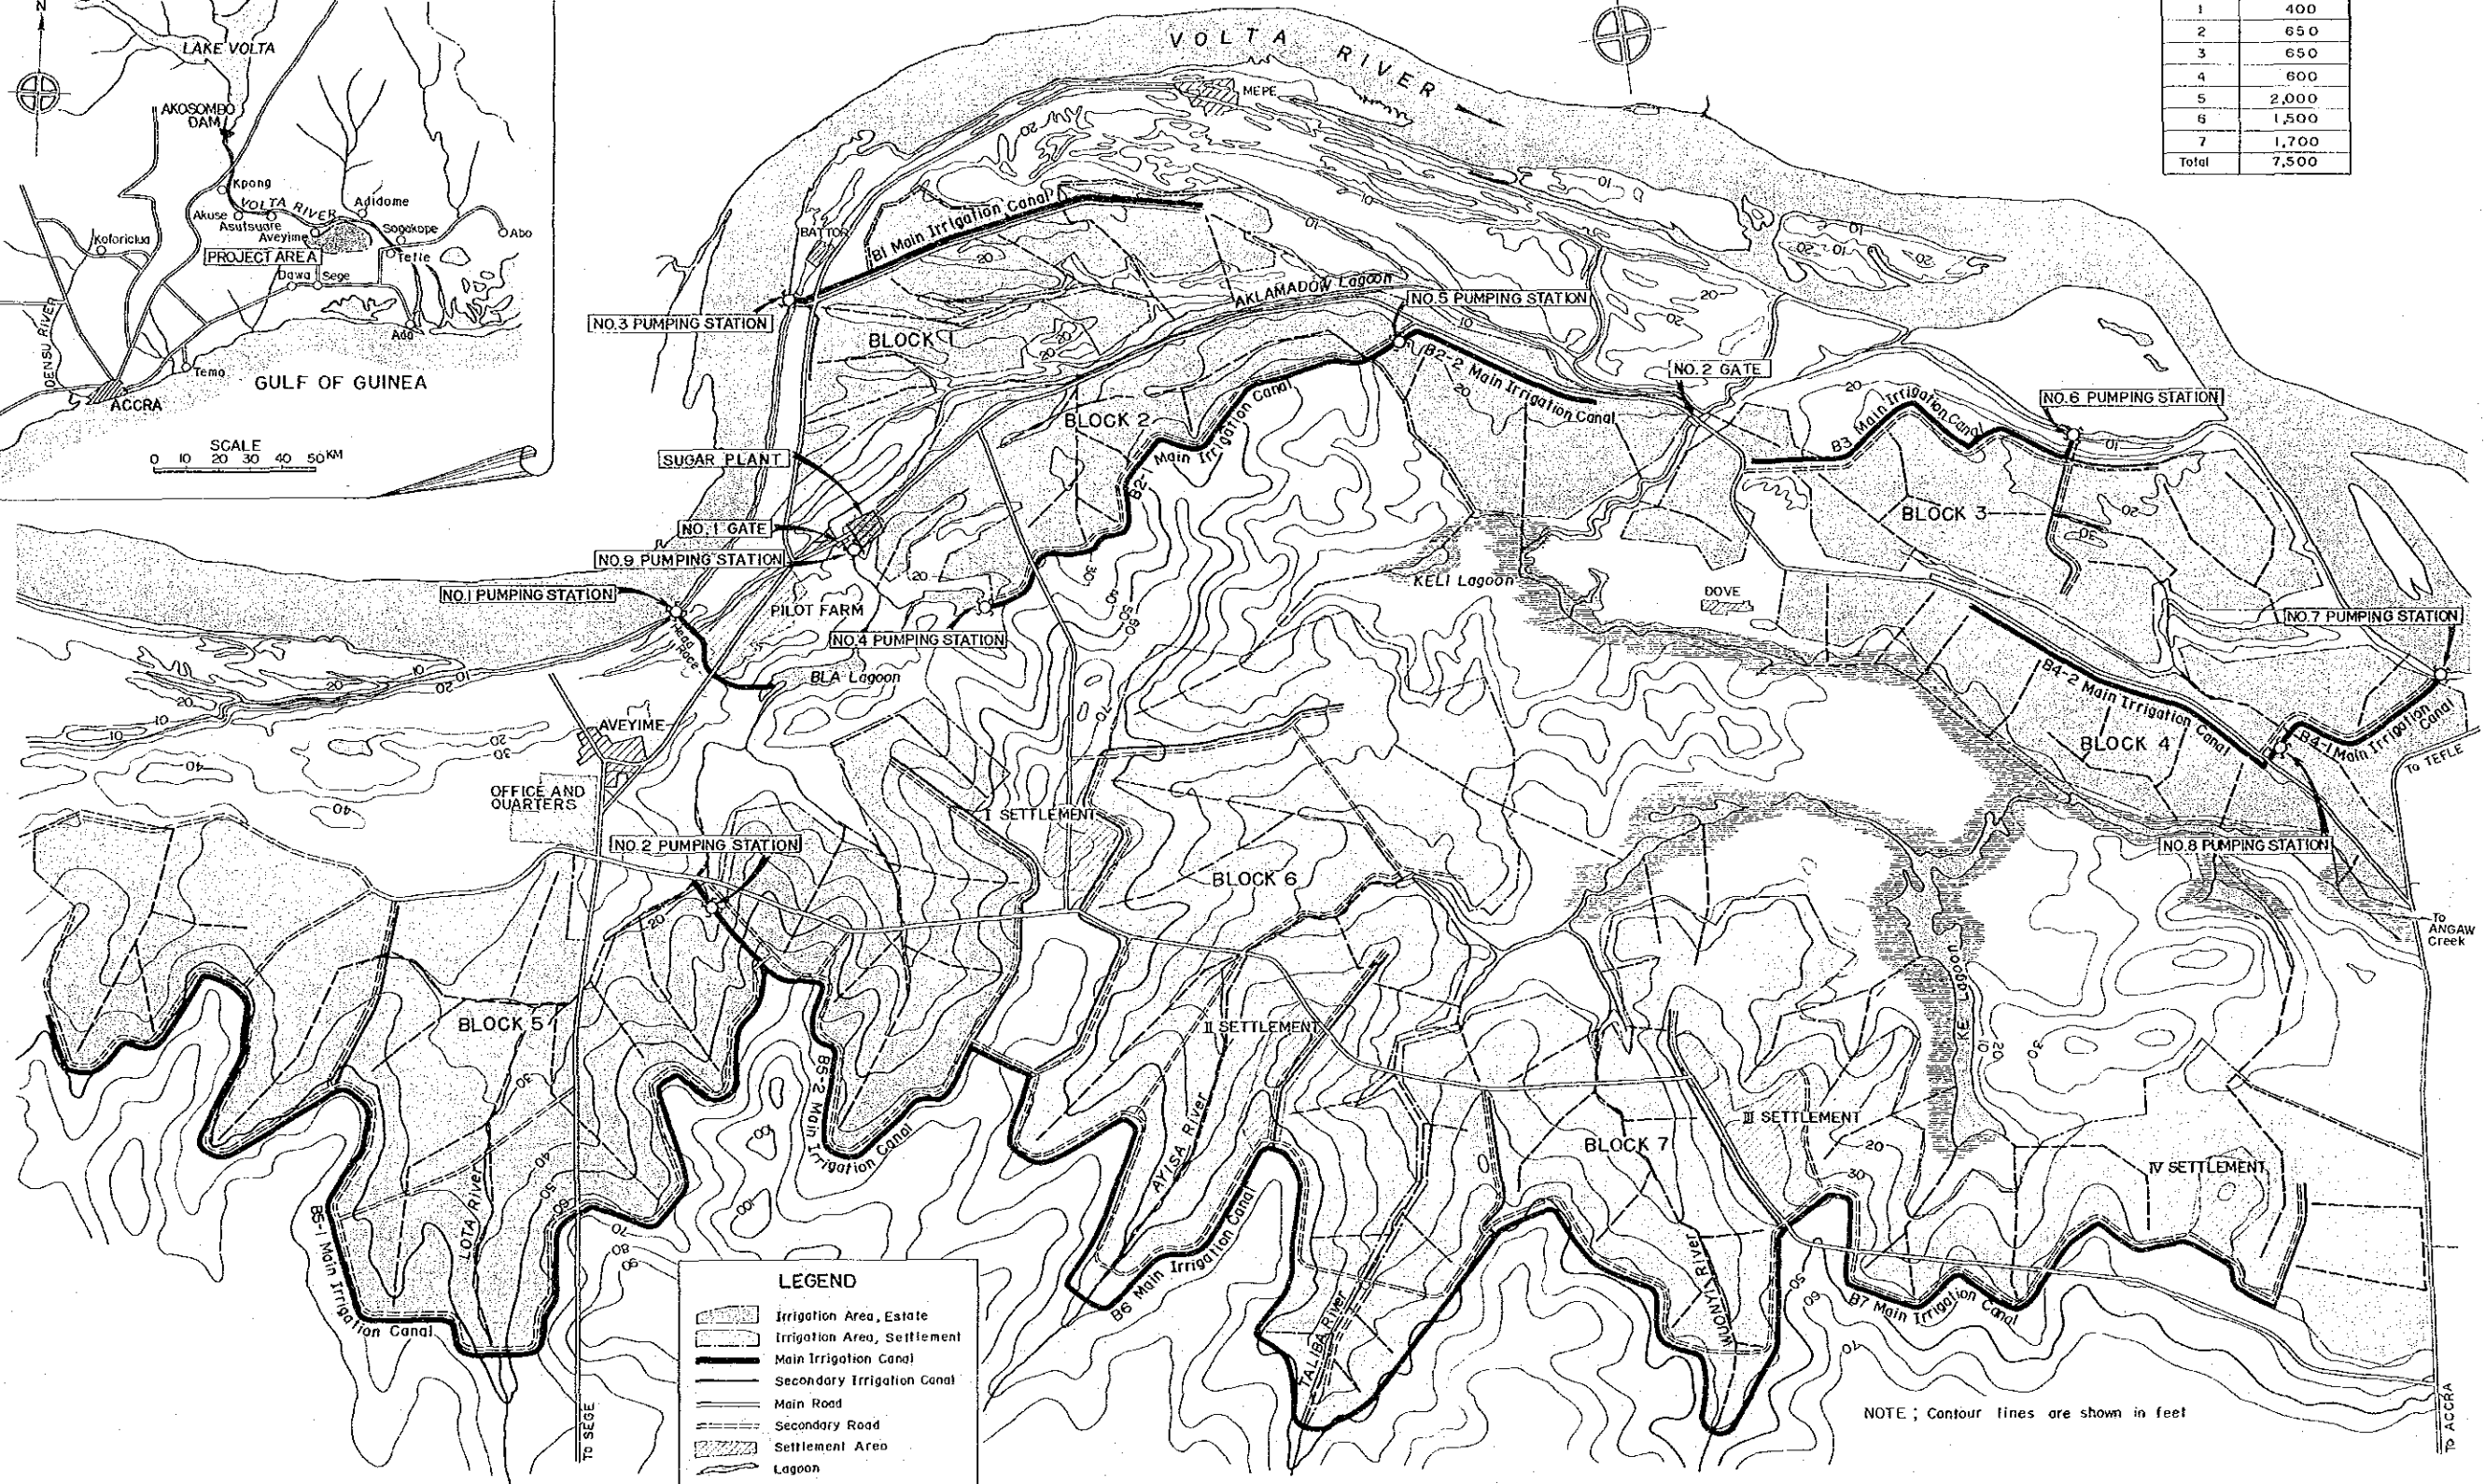 N
LAKE VOLTA
AKOSOMBO
DAM
Kpong
VOLTA RIVER
Adidome
Akuse
Asutsuare
Aveyime
Sogakope
Abo
Koforidua
PROJECT AREA
Tefle
Dawa
Sege
DENSU RIVER
Ada
Tema
GULF OF GUINEA
ACCRA
SCALE
0 10 20 30 40 50 KM
1 400
2 650
3 650
4 600
5 2,000
6 1,500
7 1,700
Total 7,500
VOLTA RIVER
MEPE
BATTOR
B1 Main Irrigation Canal
AKLAMADOW Lagoon
NO.3 PUMPING STATION
NO.5 PUMPING STATION
BLOCK 1
B2-2 Main Irrigation Canal
NO.2 GATE
NO.6 PUMPING STATION
B3 Main Irrigation Canal
BLOCK 2
B2-1 Main Irrigation Canal
SUGAR PLANT
BLOCK 3
NO.1 GATE
NO.9 PUMPING STATION
KELI Lagoon
DOVE
NO.1 PUMPING STATION
PILOT FARM
NO.4 PUMPING STATION
NO.7 PUMPING STATION
Head Race
BLA Lagoon
B4-2 Main Irrigation Canal
B4-1 Main Irrigation Canal
BLOCK 4
To TEFLE
AVEYIME
OFFICE AND
QUARTERS
I SETTLEMENT
NO.2 PUMPING STATION
NO.8 PUMPING STATION
BLOCK 6
To
ANGAW
Creek
KE Lagoon
BLOCK 5
II SETTLEMENT
B5-2 Main Irrigation Canal
AYISA River
BLOCK 7
III SETTLEMENT
IV SETTLEMENT
LOTA River
B5-1 Main Irrigation Canal
B6 Main Irrigation Canal
TALIBA River
WUONYI River
B7 Main Irrigation Canal
LEGEND
Irrigation Area, Estate
Irrigation Area, Settlement
Main Irrigation Canal
Secondary Irrigation Canal
Main Road
Secondary Road
Settlement Area
Lagoon
To SEGE
NOTE ; Contour lines are shown in feet
To ACCRA